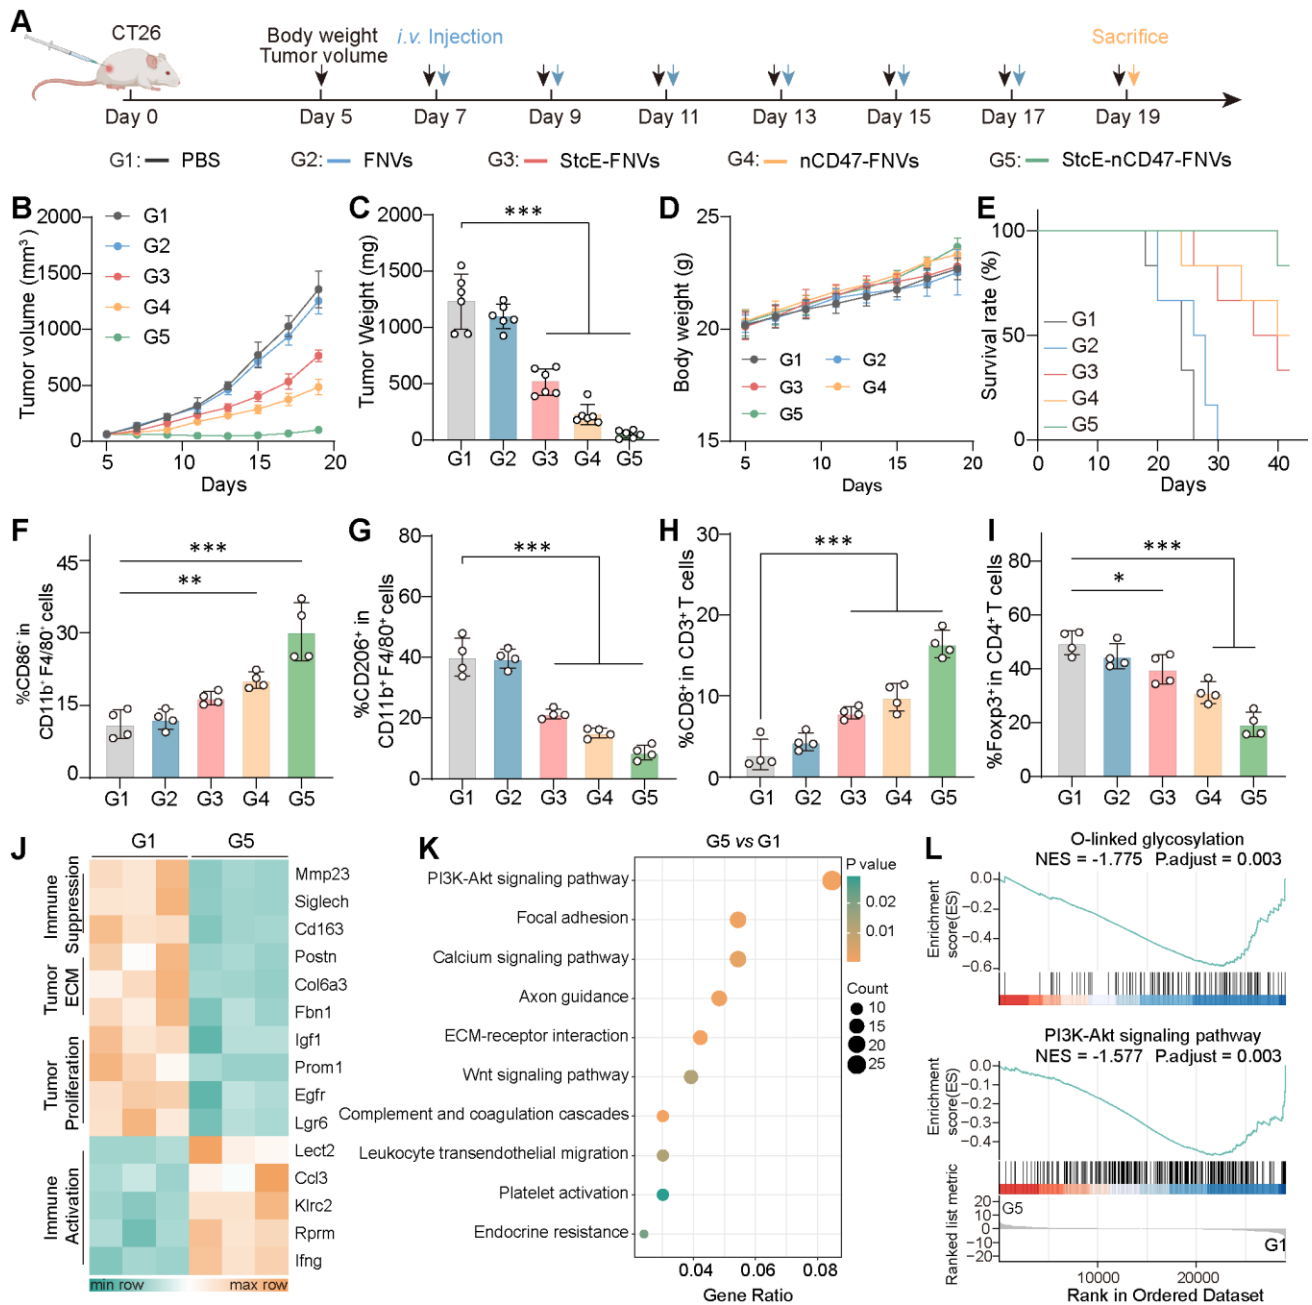 A
CT26
Body weight
Tumor volume
i.v. Injection
Sacrifice
Day 0
Day 5
Day 7
Day 9
Day 11
Day 13
Day 15
Day 17
Day 19
G1: PBS
G2: FNVs
G3: StcE-FNVs
G4: nCD47-FNVs
G5: StcE-nCD47-FNVs
B
Tumor volume (mm³)
2000
1500
1000
500
0
G1
G2
G3
G4
G5
5 10 15 20
Days
C
Tumor Weight (mg)
2000
1500
1000
500
0
***
G1 G2 G3 G4 G5
D
Body weight (g)
25
20
15
G1 G2
G3 G4
G5
5 10 15 20
Days
E
Survival rate (%)
100
50
0
G1
G2
G3
G4
G5
0 10 20 30 40
Days
F
%CD86⁺ in
CD11b⁺ F4/80⁺ cells
45
30
15
0
***
**
G1 G2 G3 G4 G5
G
%CD206⁺ in
CD11b⁺ F4/80⁺ cells
80
60
40
20
0
***
G1 G2 G3 G4 G5
H
%CD8⁺ in CD3⁺ T cells
30
20
10
0
***
G1 G2 G3 G4 G5
I
%Foxp3⁺ in CD4⁺ T cells
80
60
40
20
0
***
*
G1 G2 G3 G4 G5
J
G1 G5
Immune
Suppression
Tumor
ECM
Tumor
Proliferation
Immune
Activation
Mmp23
Siglech
Cd163
Postn
Col6a3
Fbn1
Igf1
Prom1
Egfr
Lgr6
Lect2
Ccl3
Klrc2
Rprm
Ifng
min row max row
K
G5 vs G1
PI3K-Akt signaling pathway
Focal adhesion
Calcium signaling pathway
Axon guidance
ECM-receptor interaction
Wnt signaling pathway
Complement and coagulation cascades
Leukocyte transendothelial migration
Platelet activation
Endocrine resistance
0.04 0.06 0.08
Gene Ratio
P value
0.02
0.01
Count
10
15
20
25
L
O-linked glycosylation
NES = -1.775 P.adjust = 0.003
Enrichment
score(ES)
0.0
−0.2
−0.4
−0.6
PI3K-Akt signaling pathway
NES = -1.577 P.adjust = 0.003
Enrichment
score(ES)
0.0
−0.1
−0.2
−0.3
−0.4
Ranked list metric
20
10
0
−10
−20
G5
G1
10000 20000
Rank in Ordered Dataset